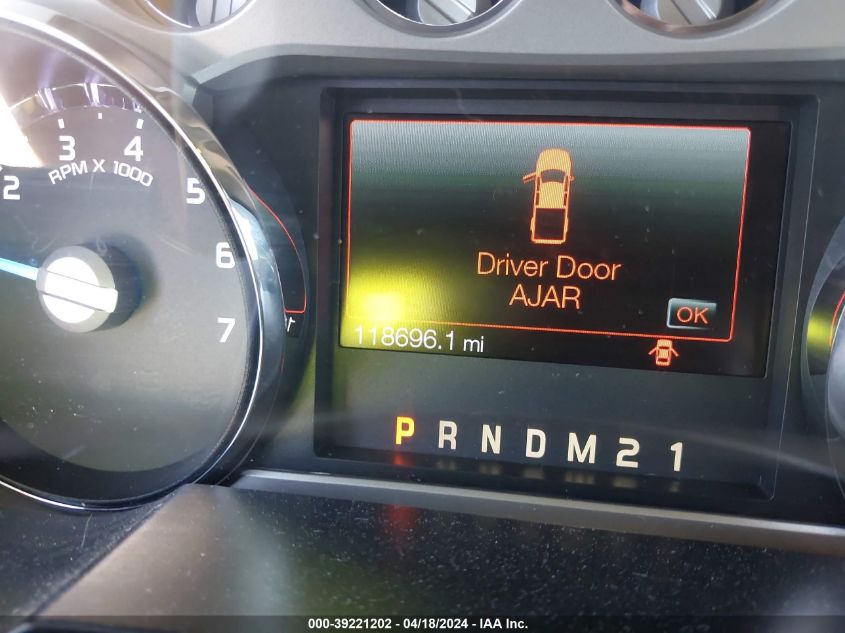 3 4
2 RPM X 1000 5
6
7
Driver Door
AJAR
OK
118696.1 mi
P R N D M 2 1
000-39221202 - 04/18/2024 - IAA Inc.